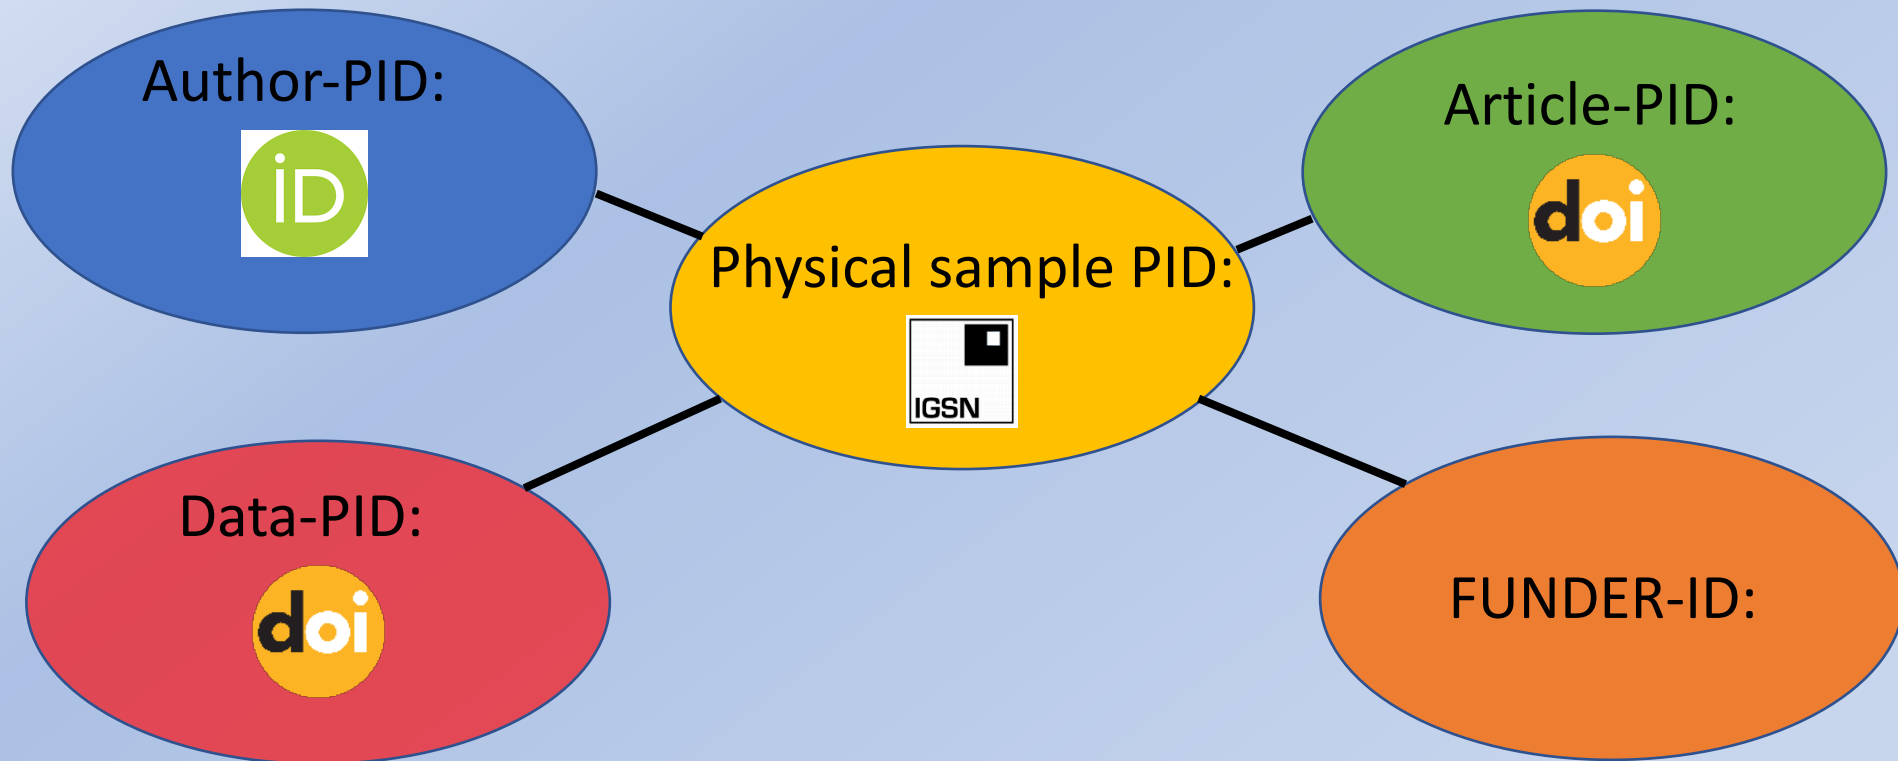 Author-PID:
iD
Article-PID:
doi
Physical sample PID:
IGSN
Data-PID:
doi
FUNDER-ID: